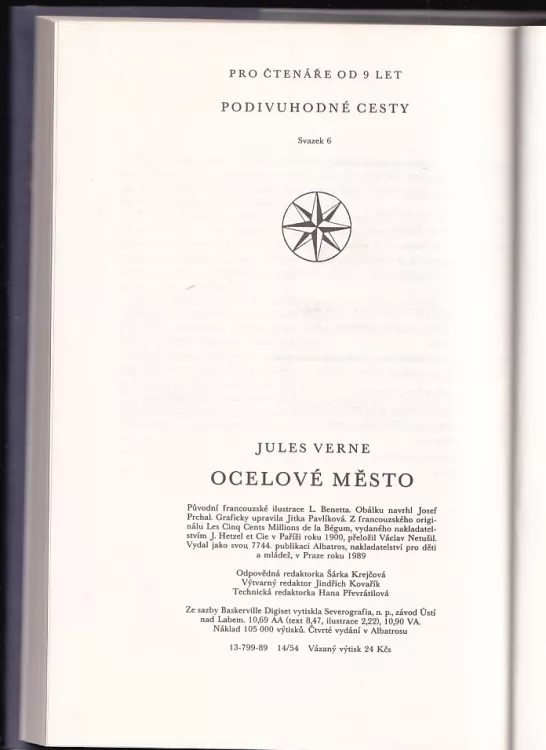 PRO ČTENÁŘE OD 9 LET
PODIVUHODNÉ CESTY
Svazek 6
JULES VERNE
OCELOVÉ MĚSTO
Původní francouzské ilustrace L. Benetta. Obálku navrhl Josef
Prchal. Graficky upravila Jitka Pavlíková. Z francouzského origi-
nálu Les Cinq Cents Millions de la Bégum, vydaného nakladatel-
stvím J. Hetzel et Cie v Paříži roku 1900, přeložil Václav Netušil.
Vydal jako svou 7744. publikaci Albatros, nakladatelství pro děti
a mládež, v Praze roku 1989
Odpovědná redaktorka Šárka Krejčová
Výtvarný redaktor Jindřich Kovařík
Technická redaktorka Hana Převrátilová
Ze sazby Baskerville Digiset vytiskla Severografia, n. p., závod Ústí
nad Labem. 10,69 AA (text 8,47, ilustrace 2,22), 10,90 VA.
Náklad 105 000 výtisků. Čtvrté vydání v Albatrosu
13-799-89 14/54 Vázaný výtisk 24 Kčs